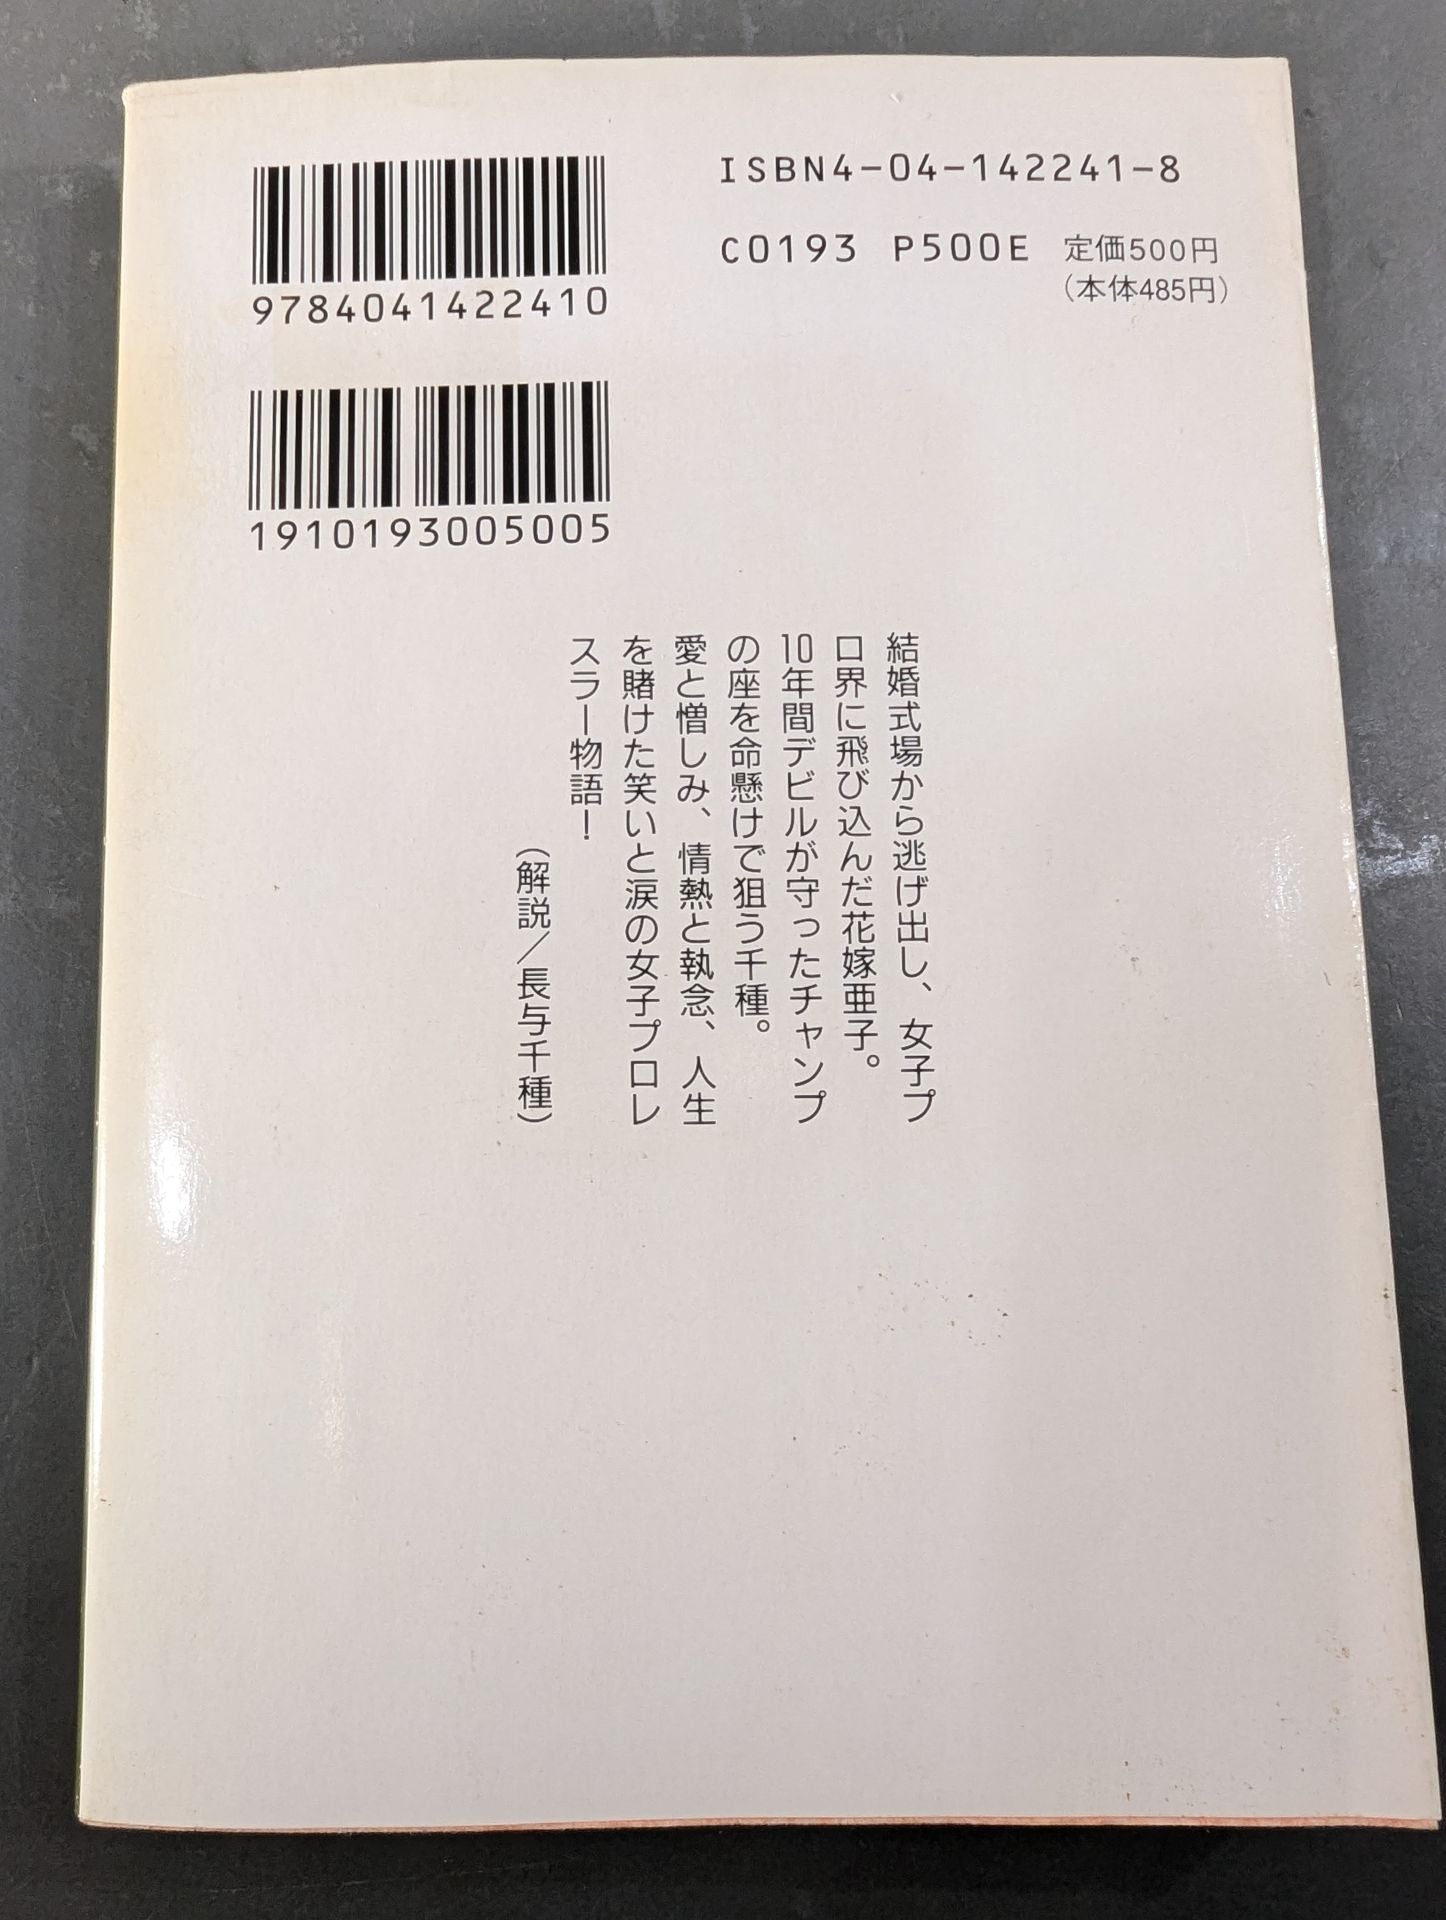 ISBN4-04-142241-8
C0193 P500E 定価500円
(本体485円)
9784041422410
1910193005005
結婚式場から逃げ出し、女子プ
ロ界に飛び込んだ花嫁亜子。
10年間デビルが守ったチャンプ
の座を命懸けで狙う千種。
愛と憎しみ、情熱と執念、人生
を賭けた笑いと涙の女子プロレ
スラー物語！
(解説／長与千種)